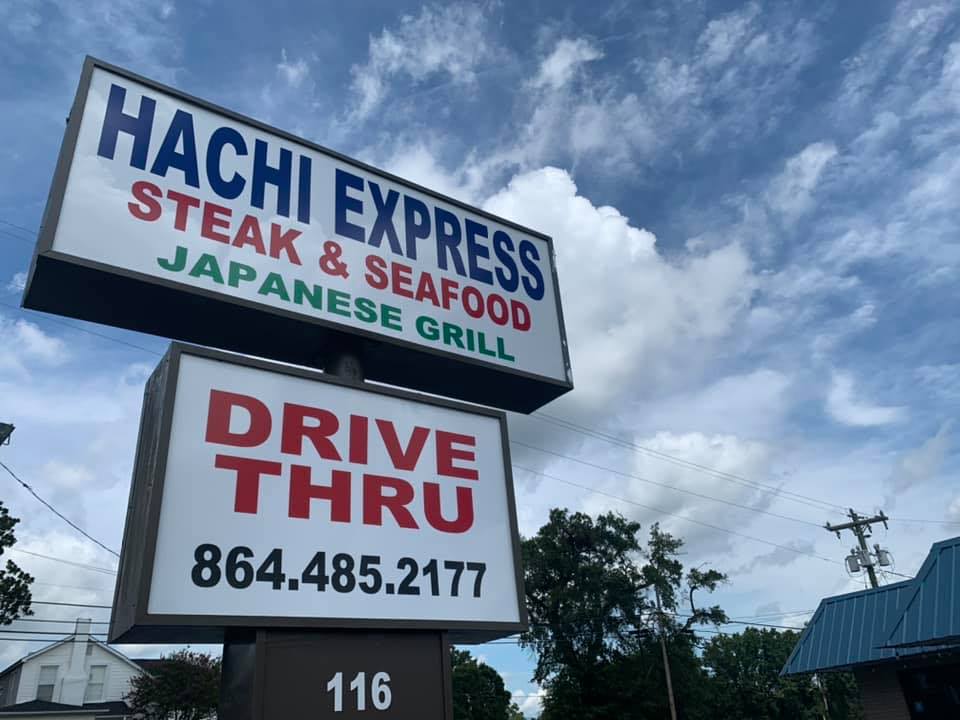 HACHI EXPRESS
STEAK & SEAFOOD
JAPANESE GRILL
DRIVE
THRU
864.485.2177
116